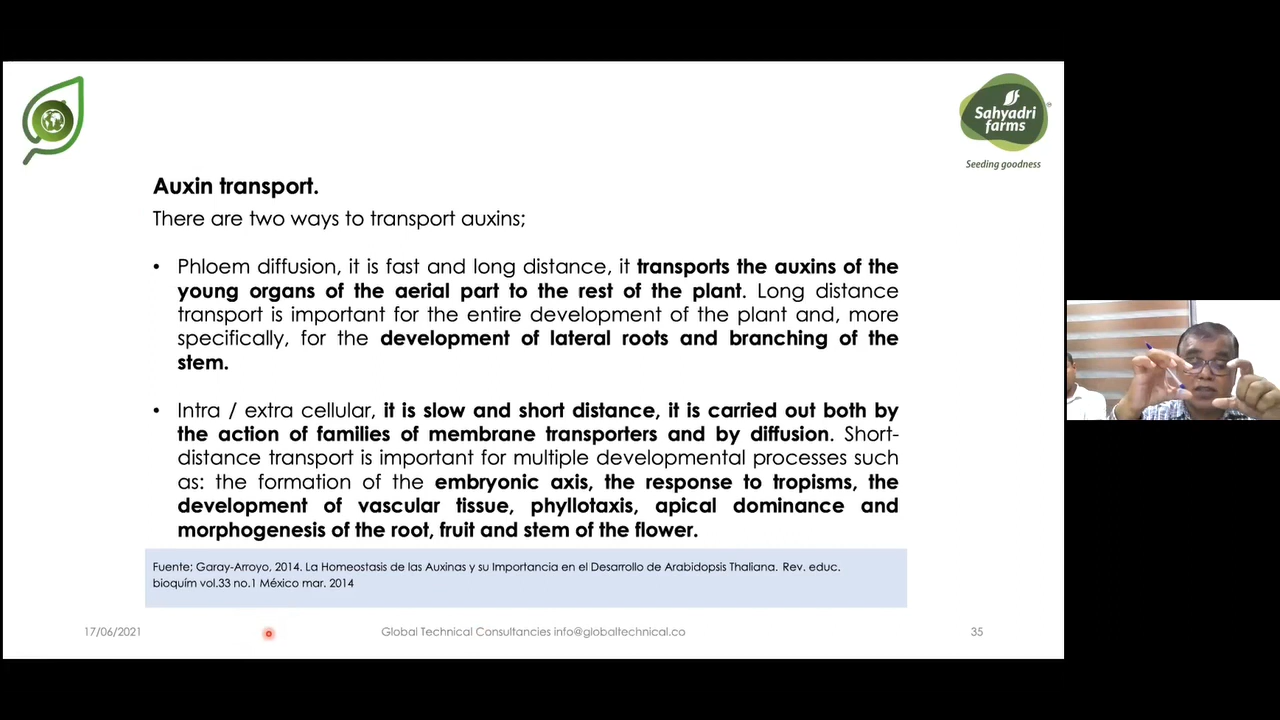 Sahyadri
farms
Seeding goodness
Auxin transport.
There are two ways to transport auxins;
• Phloem diffusion, it is fast and long distance, it transports the auxins of the
young organs of the aerial part to the rest of the plant. Long distance
transport is important for the entire development of the plant and, more
specifically, for the development of lateral roots and branching of the
stem.
• Intra / extra cellular, it is slow and short distance, it is carried out both by
the action of families of membrane transporters and by diffusion. Short-
distance transport is important for multiple developmental processes such
as: the formation of the embryonic axis, the response to tropisms, the
development of vascular tissue, phyllotaxis, apical dominance and
morphogenesis of the root, fruit and stem of the flower.
Fuente; Garay-Arroyo, 2014. La Homeostasis de las Auxinas y su Importancia en el Desarrollo de Arabidopsis Thaliana. Rev. educ.
bioquím vol.33 no.1 México mar. 2014
17/06/2021 Global Technical Consultancies info@globaltechnical.co 35